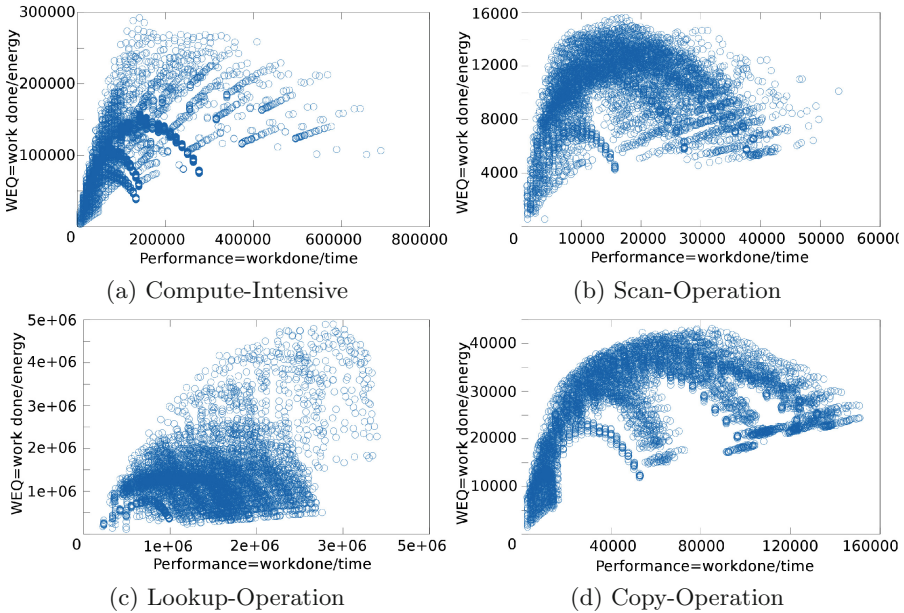 300000
200000
100000
WEQ=work done/energy
0 200000 400000 600000 800000
Performance=workdone/time
(a) Compute-Intensive
16000
12000
8000
4000
WEQ=work done/energy
0 10000 20000 30000 40000 50000 60000
Performance=workdone/time
(b) Scan-Operation
5e+06
4e+06
3e+06
2e+06
1e+06
WEQ=work done/energy
0 1e+06 2e+06 3e+06 4e+06 5e+06
Performance=workdone/time
(c) Lookup-Operation
40000
30000
20000
10000
WEQ=work done/energy
0 40000 80000 120000 160000
Performance=workdone/time
(d) Copy-Operation